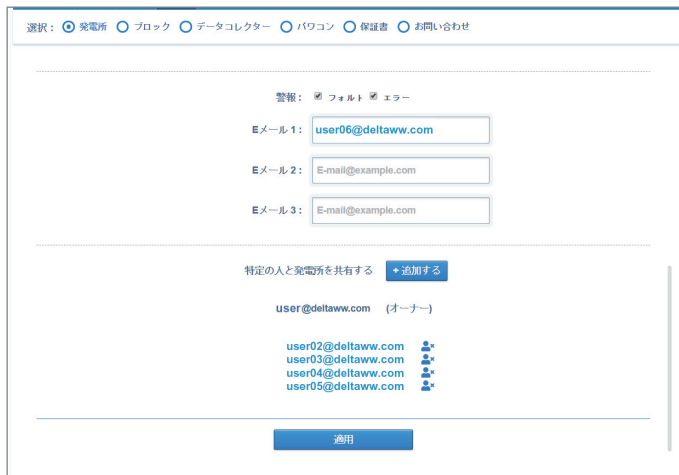 選択： 発電所 ブロック データコレクター パワコン 保証書 お問い合わせ
警報： フォルト エラー
Eメール 1： user06@deltaww.com
Eメール 2： E-mail@example.com
Eメール 3： E-mail@example.com
特定の人と発電所を共有する +追加する
user@deltaww.com (オーナー)
user02@deltaww.com
user03@deltaww.com
user04@deltaww.com
user05@deltaww.com
適用